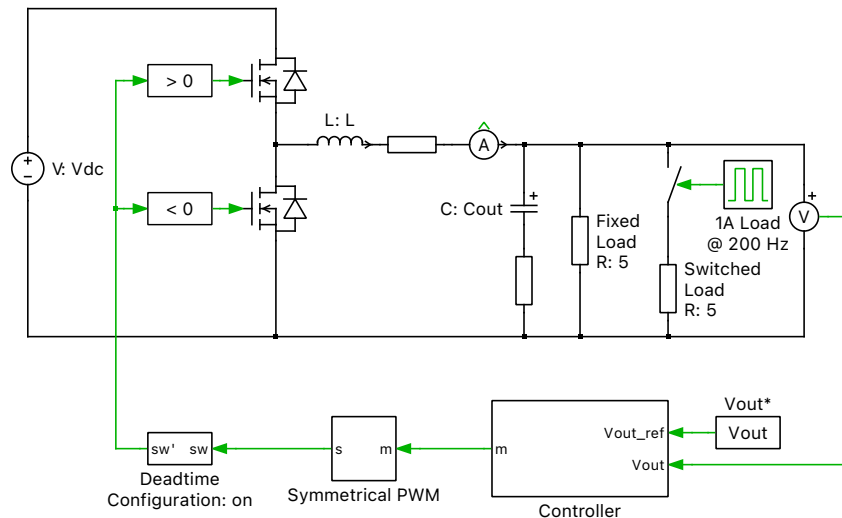 > 0
L: L
A
V: Vdc
< 0
C: Cout
Fixed
Load
R: 5
1A Load
@ 200 Hz
V
Switched
Load
R: 5
Vout*
Vout
Vout_ref
Vout
m
Controller
s m
Symmetrical PWM
sw' sw
Deadtime
Configuration: on